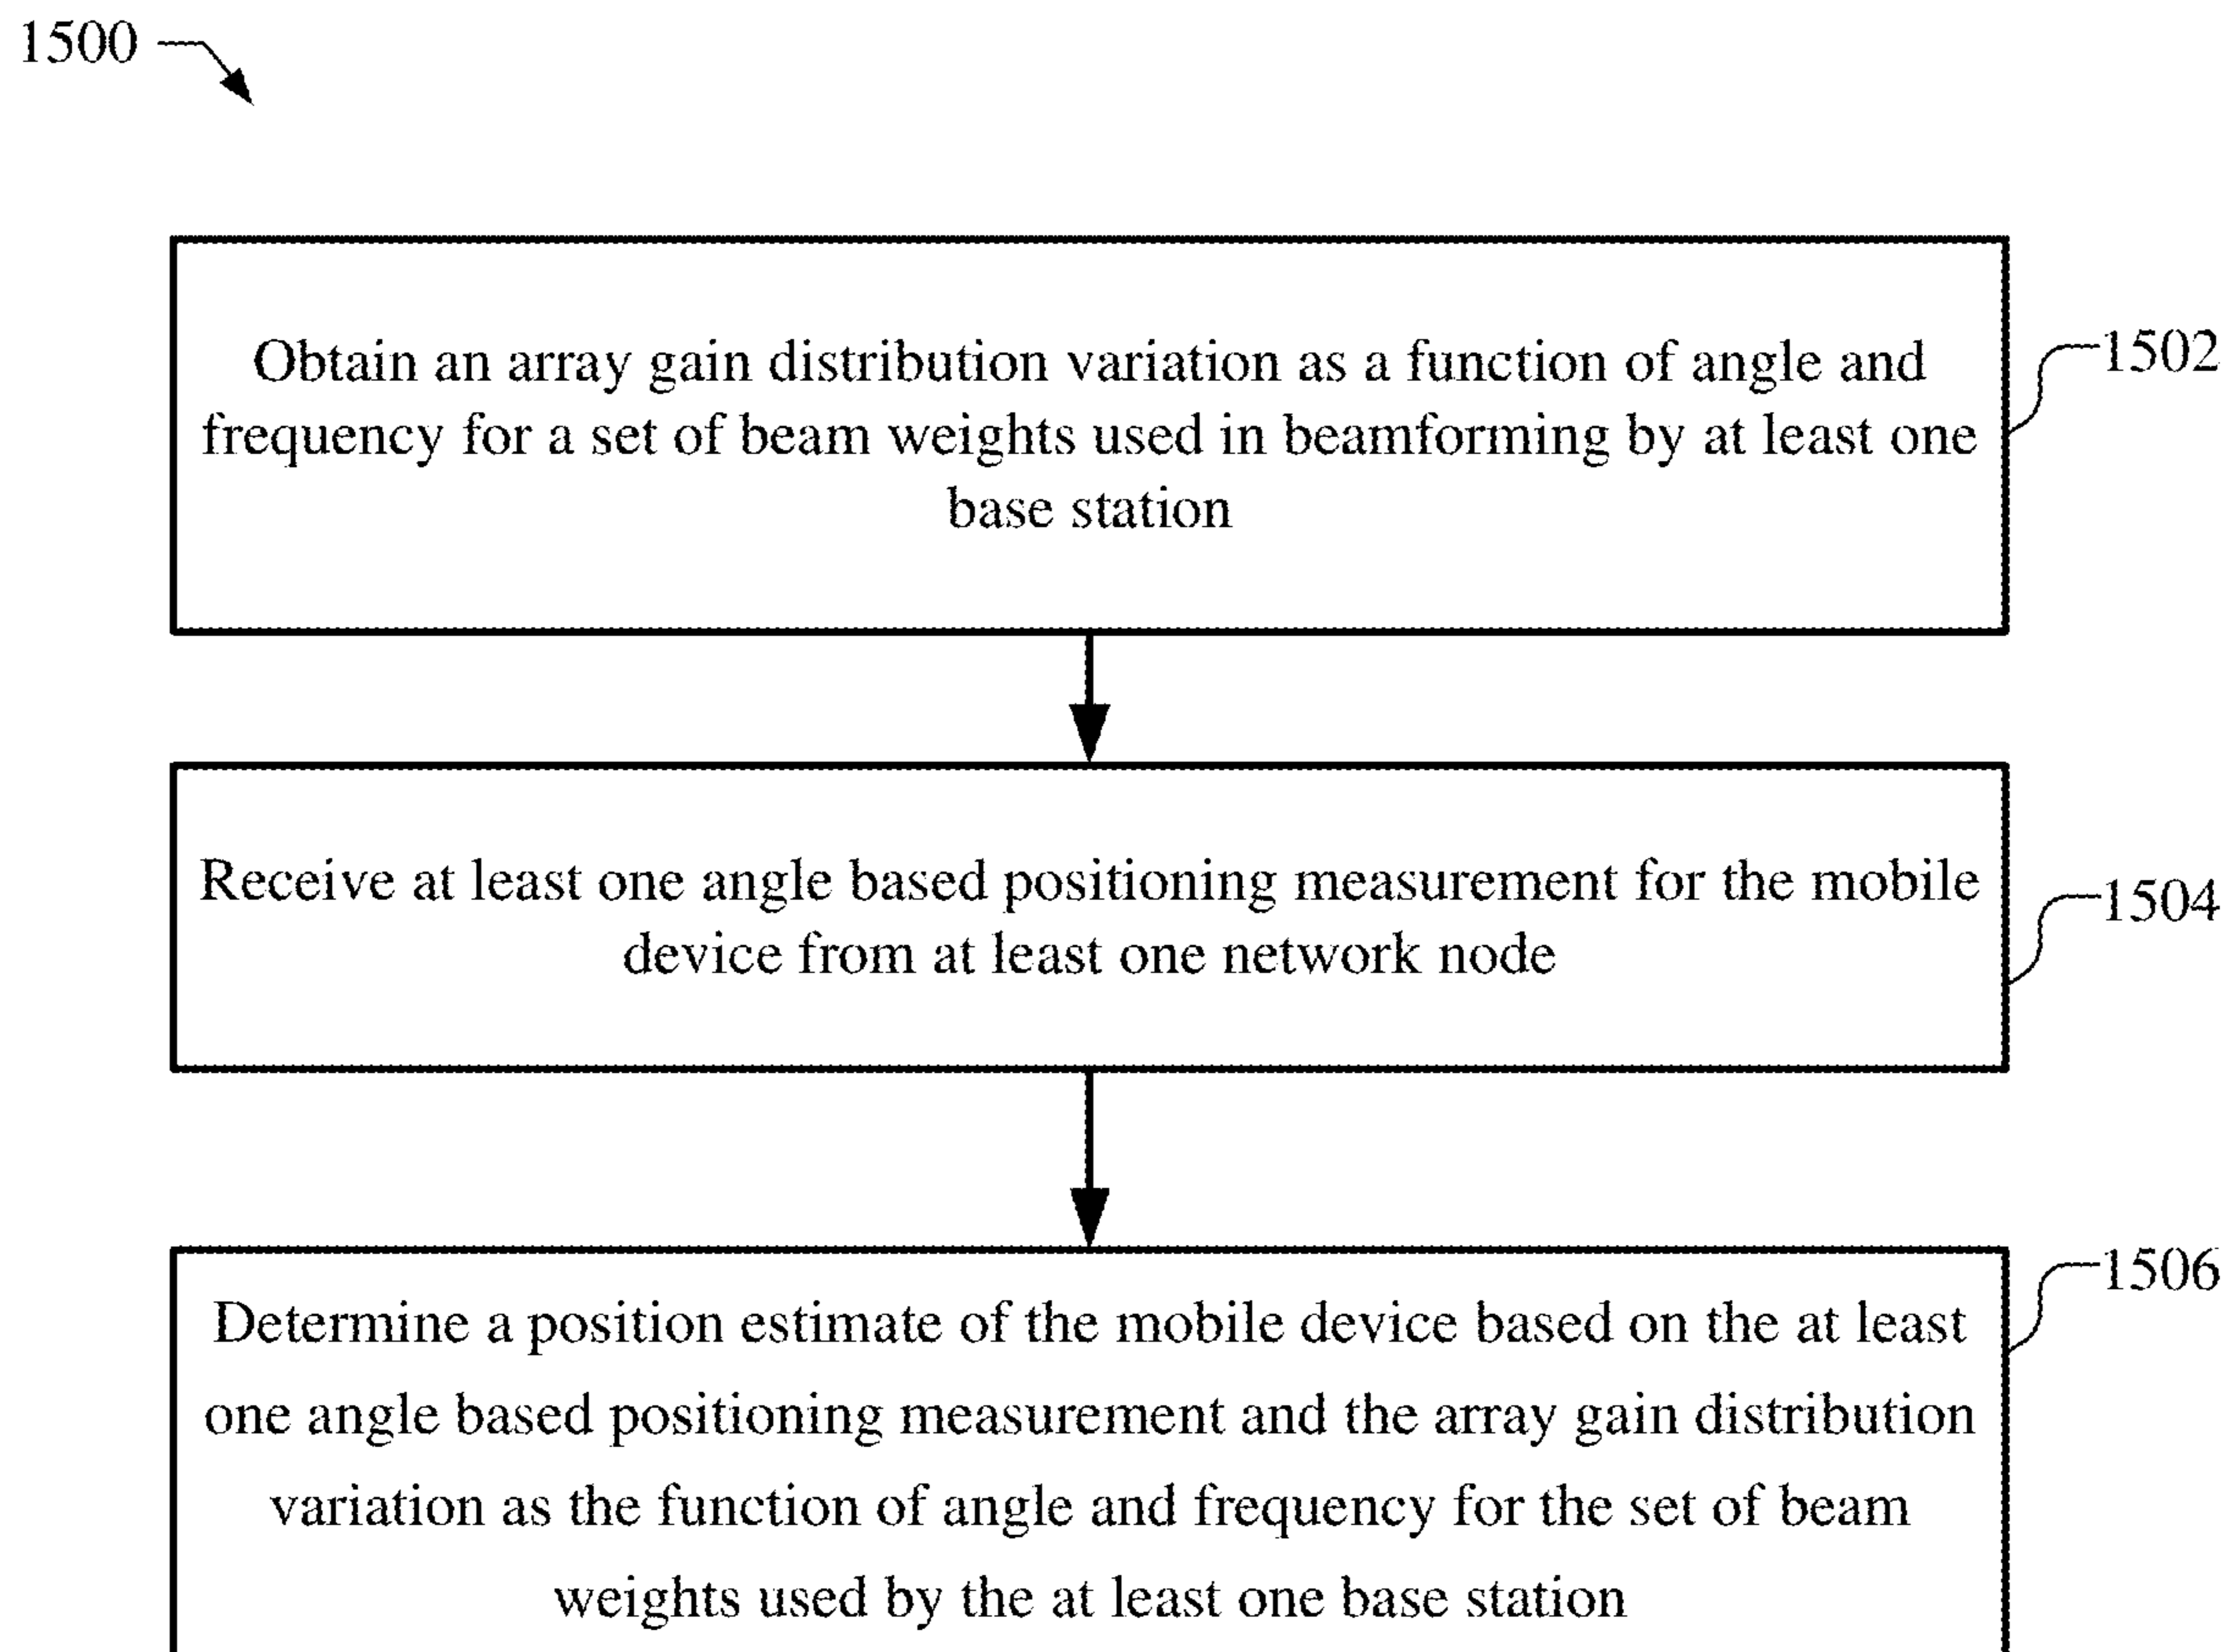 1500
Obtain an array gain distribution variation as a function of angle and
frequency for a set of beam weights used in beamforming by at least one
base station
1502
Receive at least one angle based positioning measurement for the mobile
device from at least one network node
1504
Determine a position estimate of the mobile device based on the at least
one angle based positioning measurement and the array gain distribution
variation as the function of angle and frequency for the set of beam
weights used by the at least one base station
1506